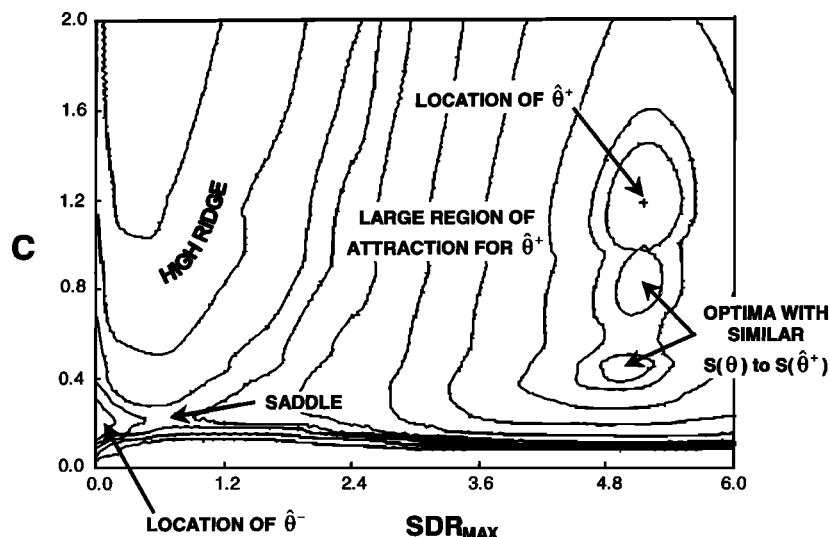 2.0
LOCATION OF θ̂⁺
1.6
HIGH RIDGE
1.2
LARGE REGION OF
ATTRACTION FOR θ̂⁺
C
0.8
OPTIMA WITH
SIMILAR
S(θ) to S(θ̂⁺)
0.4
SADDLE
0.0
0.0 1.2 2.4 3.6 4.8 6.0
LOCATION OF θ̂⁻
SDR_MAX